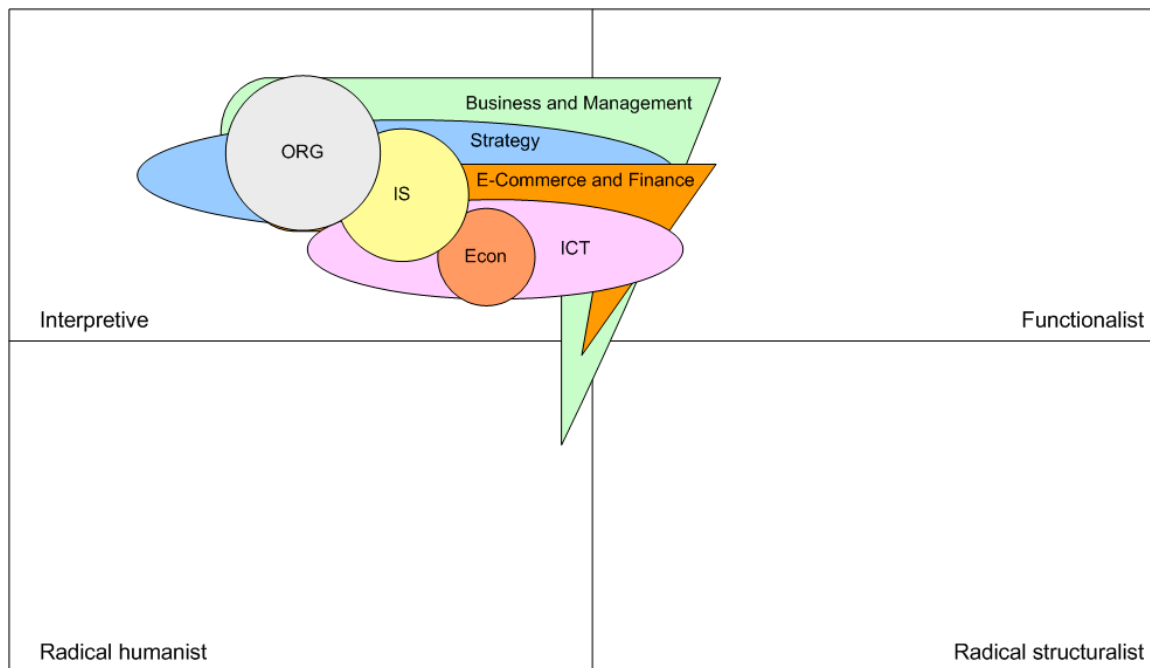 Business and Management
Strategy
ORG
E-Commerce and Finance
IS
ICT
Econ
Interpretive
Functionalist
Radical humanist
Radical structuralist